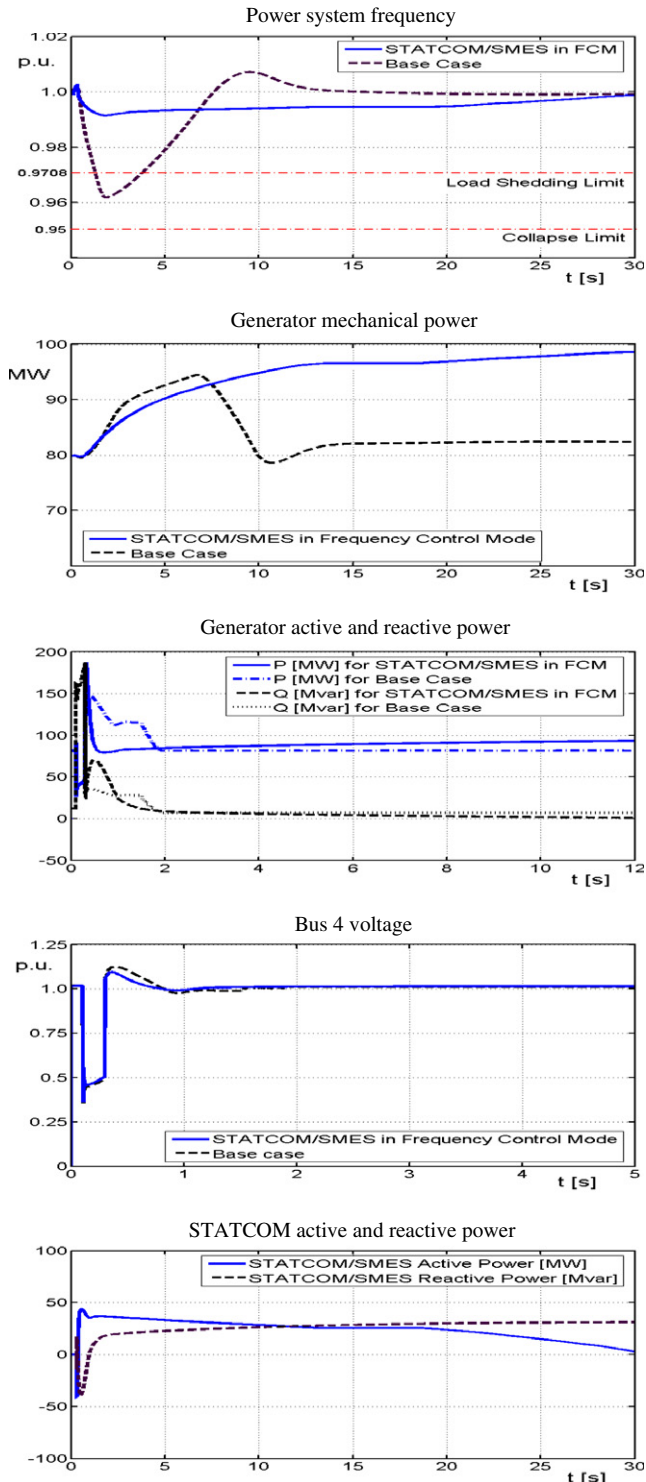 Power system frequency
1.02
p.u.
STATCOM/SMES in FCM
Base Case
1.0
0.98
0.9708
Load Shedding Limit
0.96
0.95
Collapse Limit
0 5 10 15 20 25 30
t [s]
Generator mechanical power
100
MW
90
80
70
STATCOM/SMES in Frequency Control Mode
Base Case
0 5 10 15 20 25 30
t [s]
Generator active and reactive power
200
P [MW] for STATCOM/SMES in FCM
P [MW] for Base Case
Q [Mvar] for STATCOM/SMES in FCM
Q [Mvar] for Base Case
150
100
50
0
-50
0 2 4 6 8 10 12
t [s]
Bus 4 voltage
1.25
p.u.
1.0
0.75
0.5
0.25
STATCOM/SMES in Frequency Control Mode
Base case
0
0 1 2 3 4 5
t [s]
STATCOM active and reactive power
100
STATCOM/SMES Active Power [MW]
STATCOM/SMES Reactive Power [Mvar]
50
0
-50
-100
0 5 10 15 20 25 30
t [s]